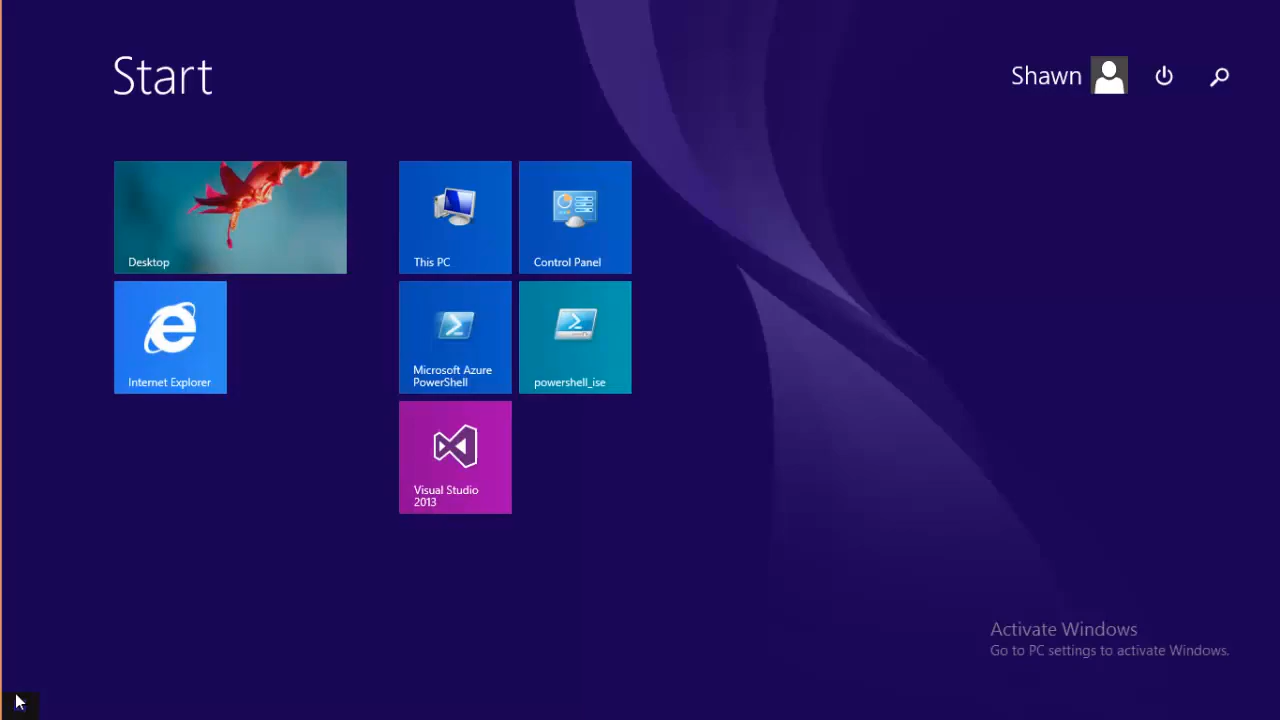 Start
Shawn
Desktop
This PC
Control Panel
Internet Explorer
Microsoft Azure
PowerShell
powershell_ise
Visual Studio
2013
Activate Windows
Go to PC settings to activate Windows.